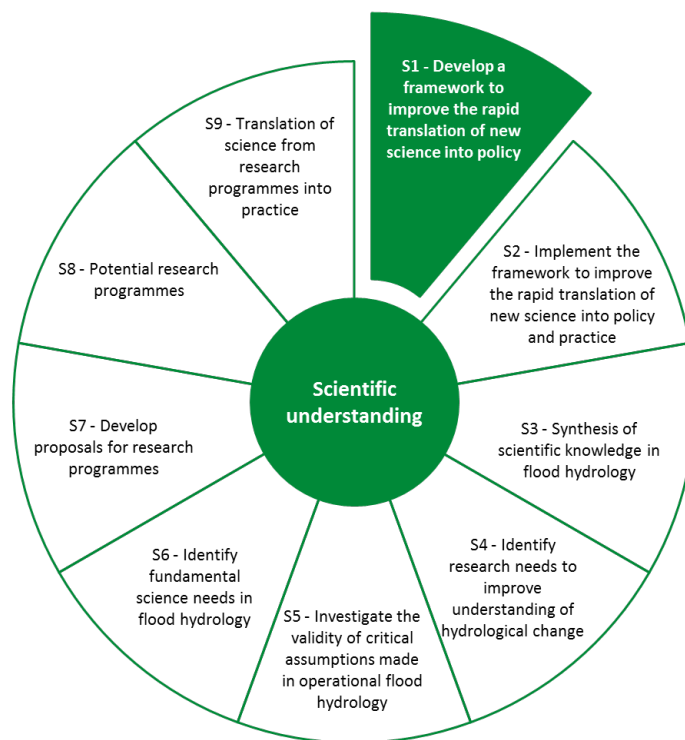 S1 - Develop a
framework to
improve the rapid
translation of new
science into policy
S2 - Implement the
framework to improve
the rapid translation of
new science into policy
and practice
S3 - Synthesis of
scientific knowledge in
flood hydrology
S4 - Identify
research needs to
improve
understanding of
hydrological change
S5 - Investigate the
validity of critical
assumptions made
in operational flood
hydrology
S6 - Identify
fundamental
science needs in
flood hydrology
S7 - Develop
proposals for research
programmes
S8 - Potential research
programmes
S9 - Translation of
science from
research
programmes into
practice
Scientific
understanding